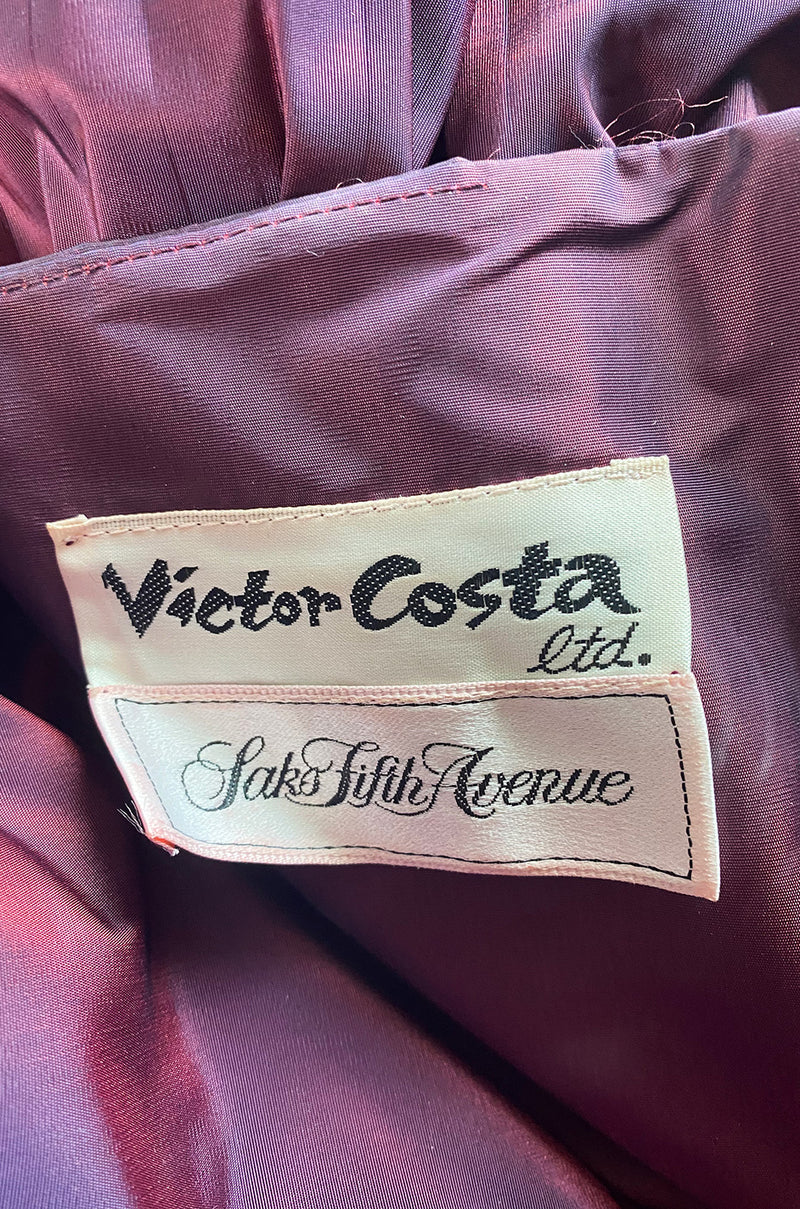 Victor Costa
ltd.
Saks Fifth Avenue